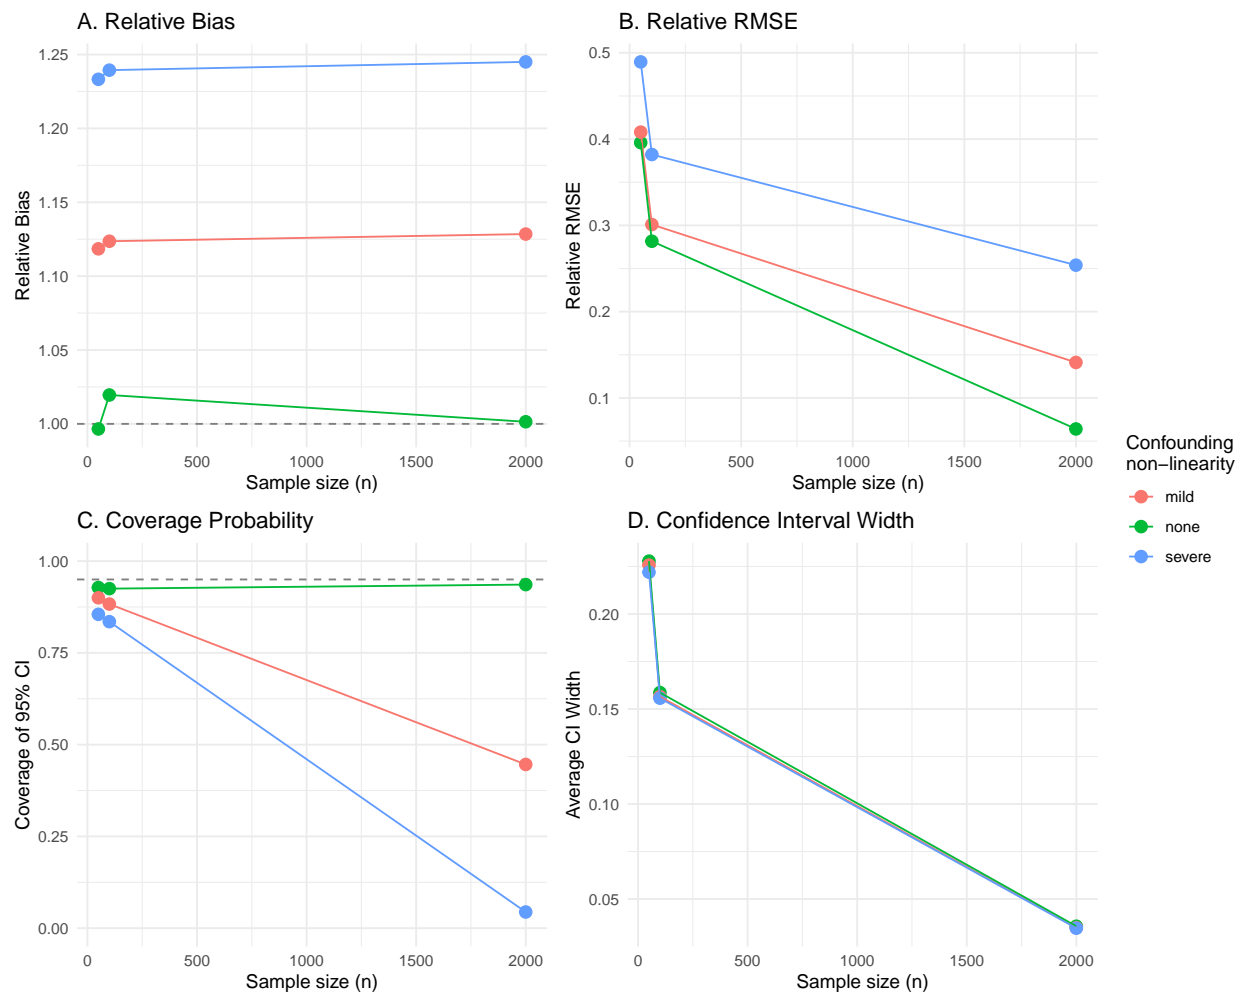 A. Relative Bias
Relative Bias
1.25
1.20
1.15
1.10
1.05
1.00
0 500 1000 1500 2000
Sample size (n)
B. Relative RMSE
Relative RMSE
0.5
0.4
0.3
0.2
0.1
0 500 1000 1500 2000
Sample size (n)
C. Coverage Probability
Coverage of 95% CI
1.00
0.75
0.50
0.25
0.00
0 500 1000 1500 2000
Sample size (n)
D. Confidence Interval Width
Average CI Width
0.20
0.15
0.10
0.05
0 500 1000 1500 2000
Sample size (n)
Confounding
non−linearity
mild
none
severe